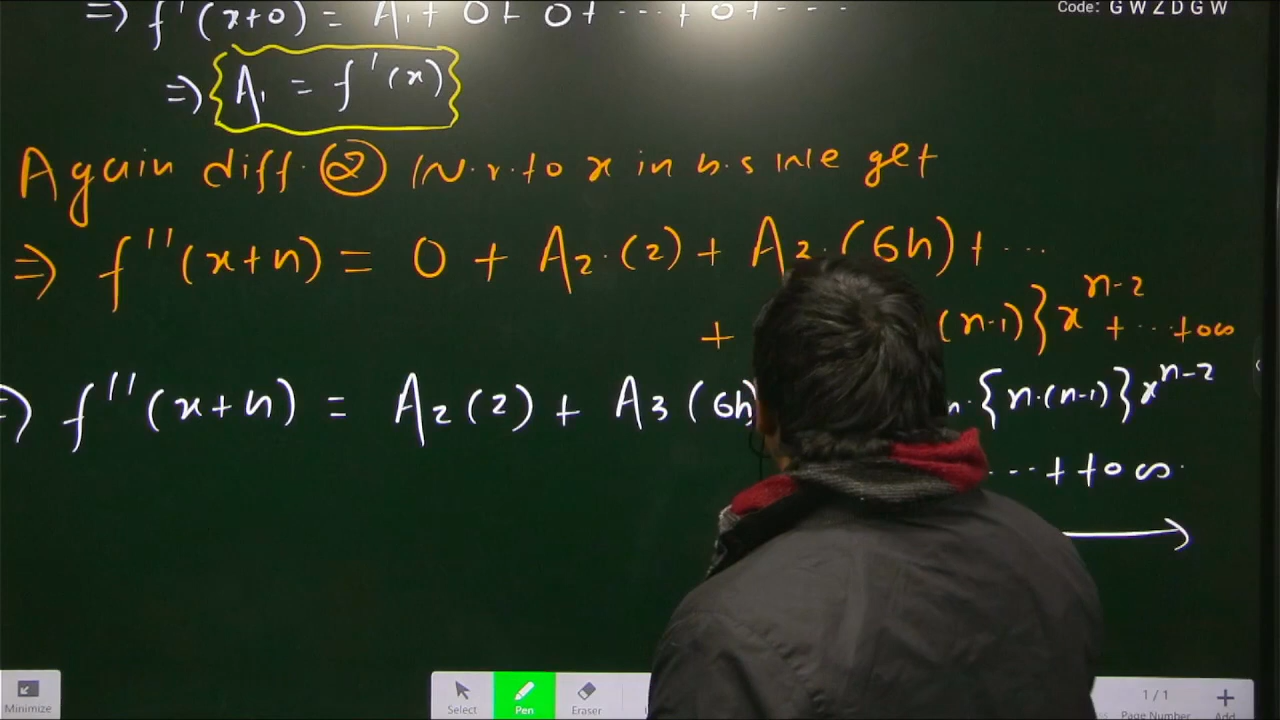 ⇒ f'(x+0) = A₁ + 0 + 0 + ... + 0 + ...
Code: GWZDGW
⇒ A₁ = f'(x)
Again diff. ② W.r.to x in b.s we get
⇒ f''(x+h) = 0 + A₂·(2) + A₃·(6h) + ...
+ (n-1)} x^{n-2} + ... + ∞
⇒ f''(x+h) = A₂(2) + A₃(6h) n·{n·(n-1)} x^{n-2}
... + to ∞.
Minimize
Select
Pen
Eraser
1 / 1
Page Number
Add